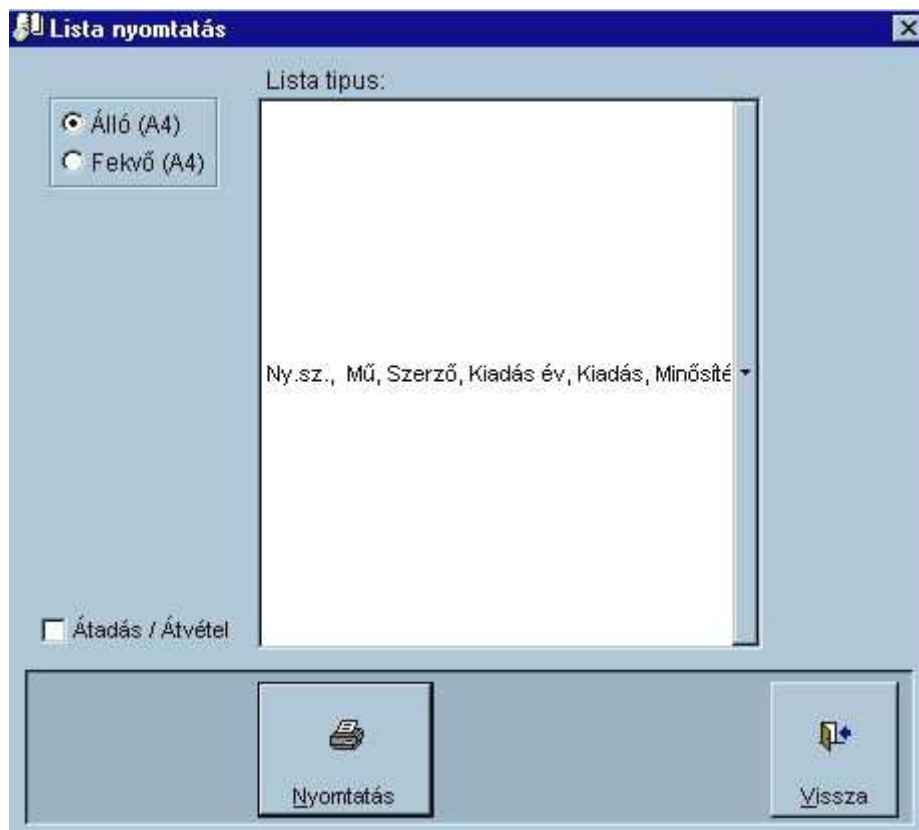 Lista nyomtatás
Lista tipus:
Álló (A4)
Fekvő (A4)
Ny.sz., Mű, Szerző, Kiadás év, Kiadás, Minősíté
Átadás / Átvétel
Nyomtatás
Vissza